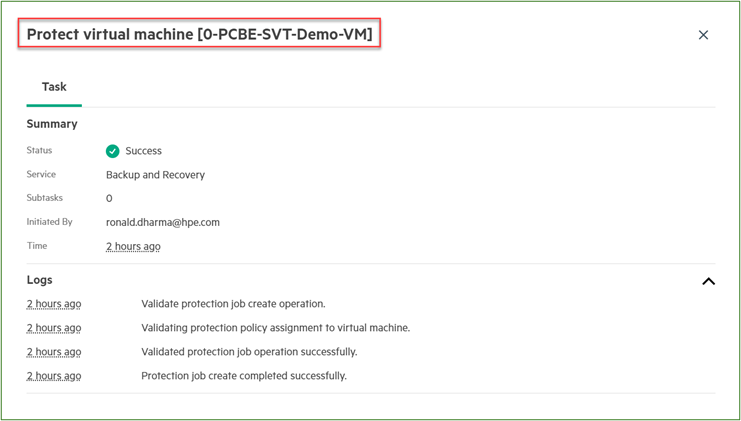 Protect virtual machine [0-PCBE-SVT-Demo-VM]
Task
Summary
Status Success
Service Backup and Recovery
Subtasks 0
Initiated By ronald.dharma@hpe.com
Time 2 hours ago
Logs
2 hours ago Validate protection job create operation.
2 hours ago Validating protection policy assignment to virtual machine.
2 hours ago Validated protection job operation successfully.
2 hours ago Protection job create completed successfully.